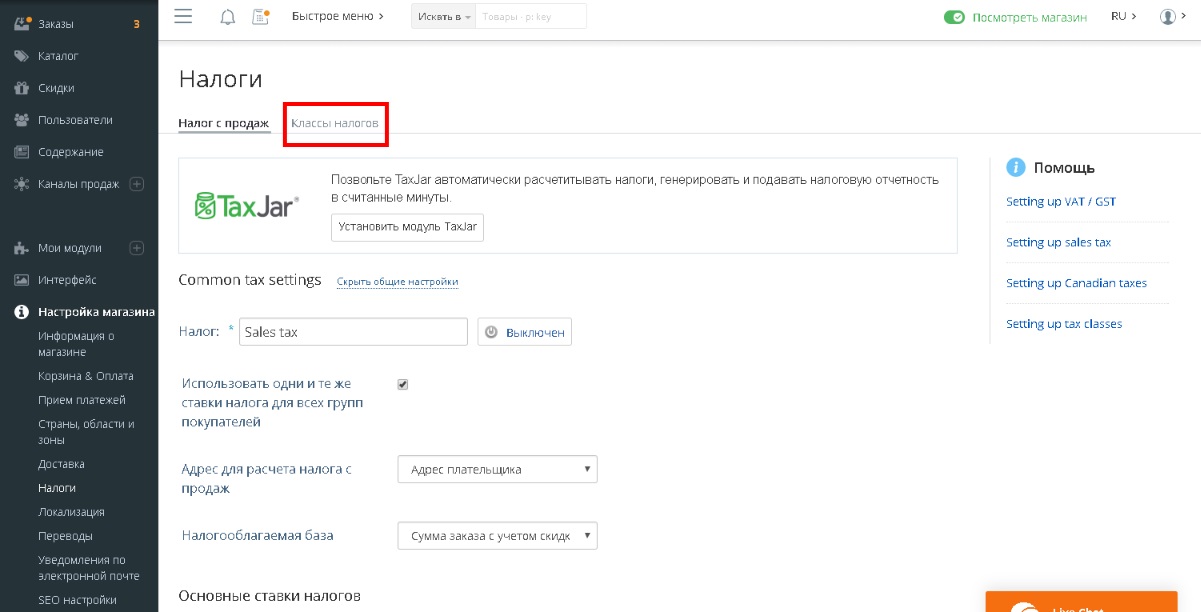 Заказы
3
Каталог
Скидки
Пользователи
Содержание
Каналы продаж
Мои модули
Интерфейс
Настройка магазина
Информация о
магазине
Корзина & Оплата
Прием платежей
Страны, области и
зоны
Доставка
Налоги
Локализация
Переводы
Уведомления по
электронной почте
SEO настройки
Быстрое меню
Искать в
Товары - p: key
Посмотреть магазин
RU
Налоги
Налог с продаж
Классы налогов
TaxJar
Позвольте TaxJar автоматически расчетитывать налоги, генерировать и подавать налоговую отчетность
в считанные минуты.
Установить модуль TaxJar
Common tax settings
Скрыть общие настройки
Налог: *
Sales tax
Выключен
Использовать одни и те же
ставки налога для всех групп
покупателей
Адрес для расчета налога с
продаж
Адрес плательщика
Налогооблагаемая база
Сумма заказа с учетом скидк
Основные ставки налогов
Помощь
Setting up VAT / GST
Setting up sales tax
Setting up Canadian taxes
Setting up tax classes
Live Chat